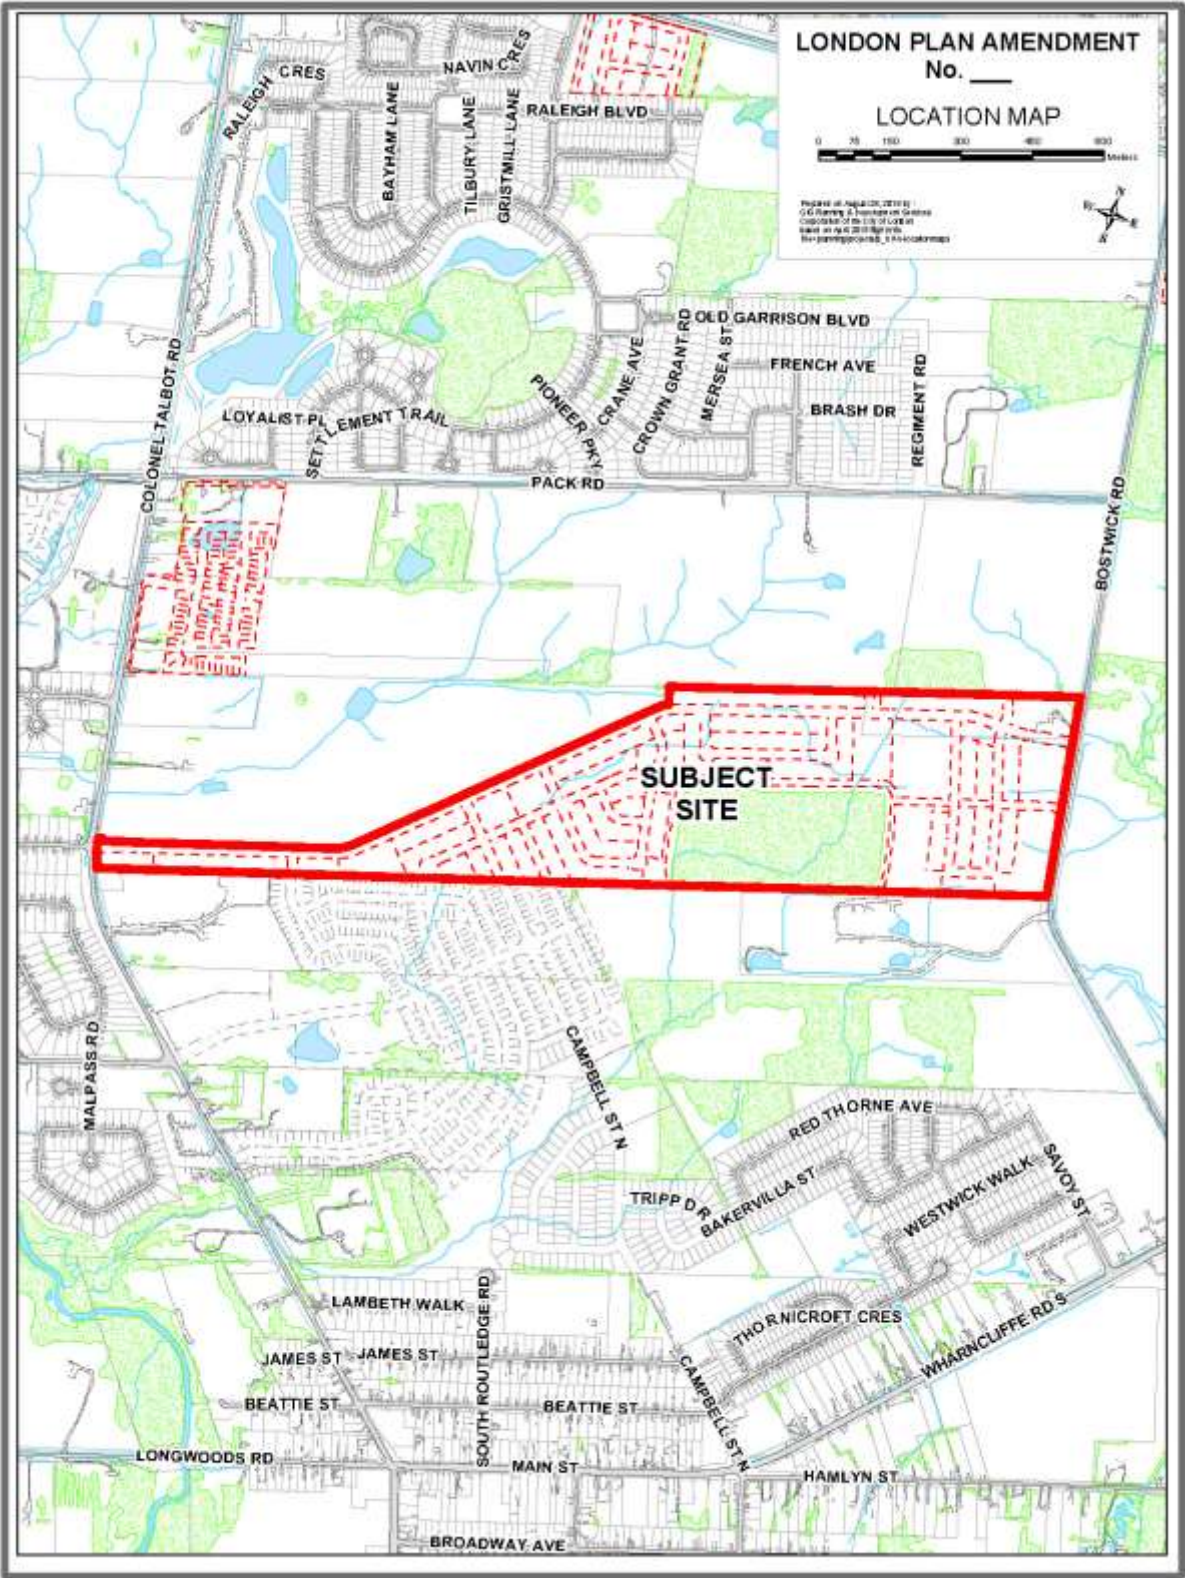 LONDON PLAN AMENDMENT
No. ___
LOCATION MAP
0 75 150 300 450 600
Meters
N
W
E
S
RALEIGH CRES
NAVIN CRES
BAYHAM LANE
TILBURY LANE
GRISTMILL LANE
RALEIGH BLVD
OLD GARRISON BLVD
FRENCH AVE
BRASH DR
REGIMENT RD
MERSEA ST
CROWN GRANT RD
CRANE AVE
PIONEER PKY
LOYALIST PL
SETTLEMENT TRAIL
COLONEL TALBOT RD
PACK RD
BOSTWICK RD
SUBJECT
SITE
MALPASS RD
CAMPBELL ST N
RED THORNE AVE
SAVOY ST
WESTWICK WALK
BAKERVILLA ST
TRIPP DR
LAMBETH WALK
SOUTH ROUTLEDGE RD
THORNICROFT CRES
WHARNCLIFFE RD S
JAMES ST
JAMES ST
BEATTIE ST
BEATTIE ST
CAMPBELL ST N
LONGWOODS RD
MAIN ST
HAMLYN ST
BROADWAY AVE